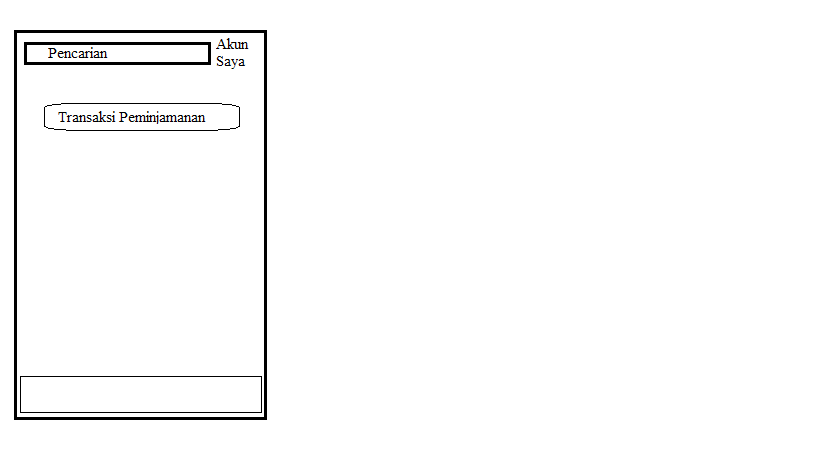 Pencarian
Akun
Saya
Transaksi Peminjamanan